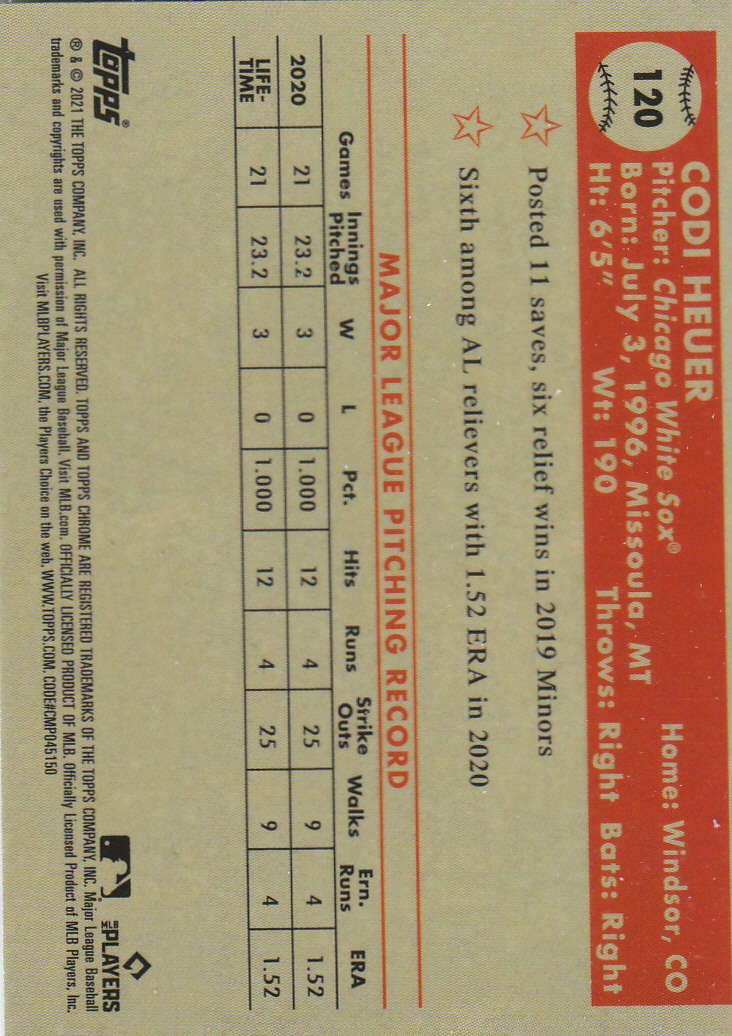 120
CODI HEUER
Pitcher: Chicago White Sox® Home: Windsor, CO
Born: July 3, 1996, Missoula, MT
Ht: 6'5" Wt: 190 Throws: Right Bats: Right
Posted 11 saves, six relief wins in 2019 Minors
Sixth among AL relievers with 1.52 ERA in 2020
MAJOR LEAGUE PITCHING RECORD
Games Innings Pitched W L Pct. Hits Runs Strike Outs Walks Ern. Runs ERA
2020 21 23.2 3 0 1.000 12 4 25 9 4 1.52
LIFE-TIME 21 23.2 3 0 1.000 12 4 25 9 4 1.52
topps®
MLB PLAYERS
® & © 2021 THE TOPPS COMPANY, INC. ALL RIGHTS RESERVED. TOPPS AND TOPPS CHROME ARE REGISTERED TRADEMARKS OF THE TOPPS COMPANY, INC. Major League Baseball
trademarks and copyrights are used with permission of Major League Baseball. Visit MLB.com. OFFICIALLY LICENSED PRODUCT OF MLB. Officially Licensed Product of MLB Players, Inc.
Visit MLBPLAYERS.COM, the Players Choice on the web. WWW.TOPPS.COM. CODE#CMP045150